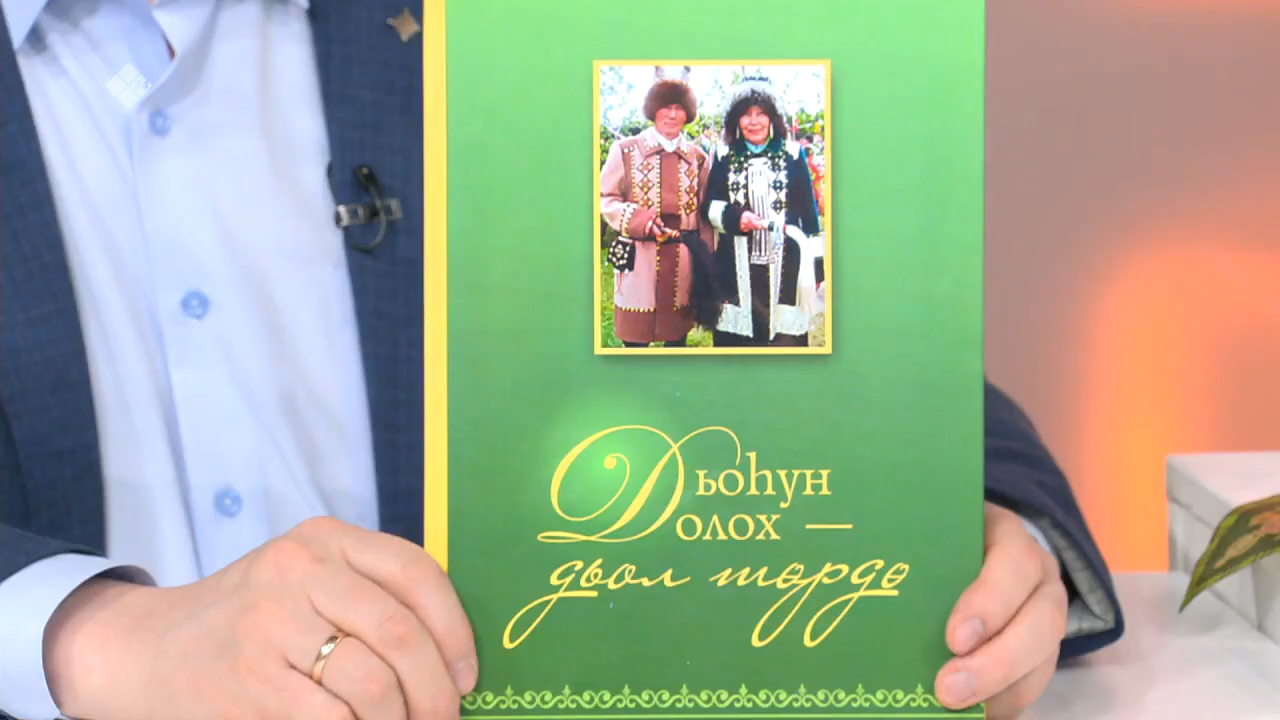 Дьоһун
олох —
дьол төрдө